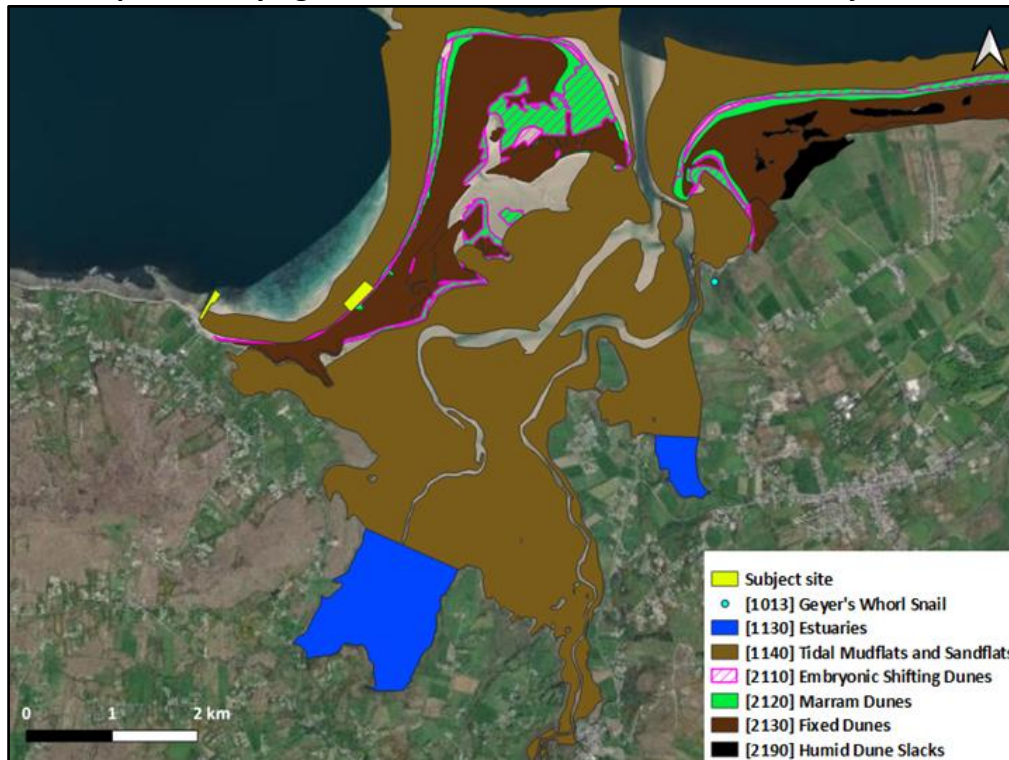 Subject site
[1013] Geyer's Whorl Snail
[1130] Estuaries
[1140] Tidal Mudflats and Sandflats
[2110] Embryonic Shifting Dunes
[2120] Marram Dunes
[2130] Fixed Dunes
[2190] Humid Dune Slacks
0 1 2 km